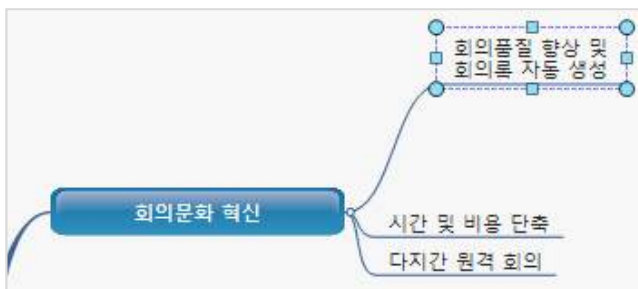 회의품질 향상 및
회의록 자동 생성
회의문화 혁신
시간 및 비용 단축
다지간 원격 회의